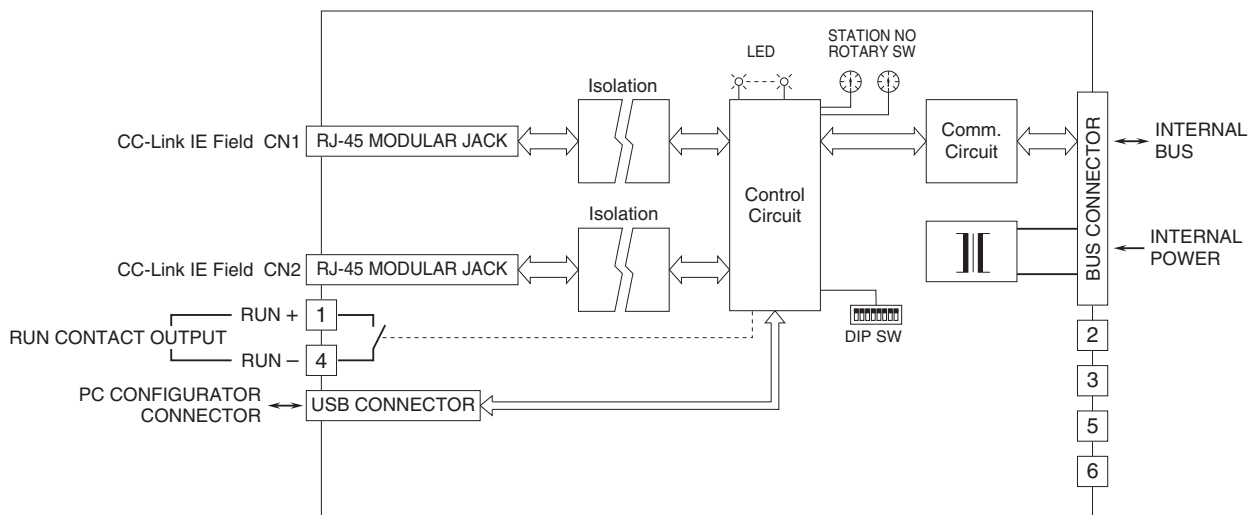 LED
STATION NO
ROTARY SW
Isolation
CC-Link IE Field CN1
RJ-45 MODULAR JACK
Comm.
Circuit
INTERNAL
BUS
Control
Circuit
BUS CONNECTOR
Isolation
INTERNAL
POWER
CC-Link IE Field CN2
RJ-45 MODULAR JACK
RUN +
1
RUN CONTACT OUTPUT
RUN –
4
DIP SW
2
PC CONFIGURATOR
CONNECTOR
USB CONNECTOR
3
5
6